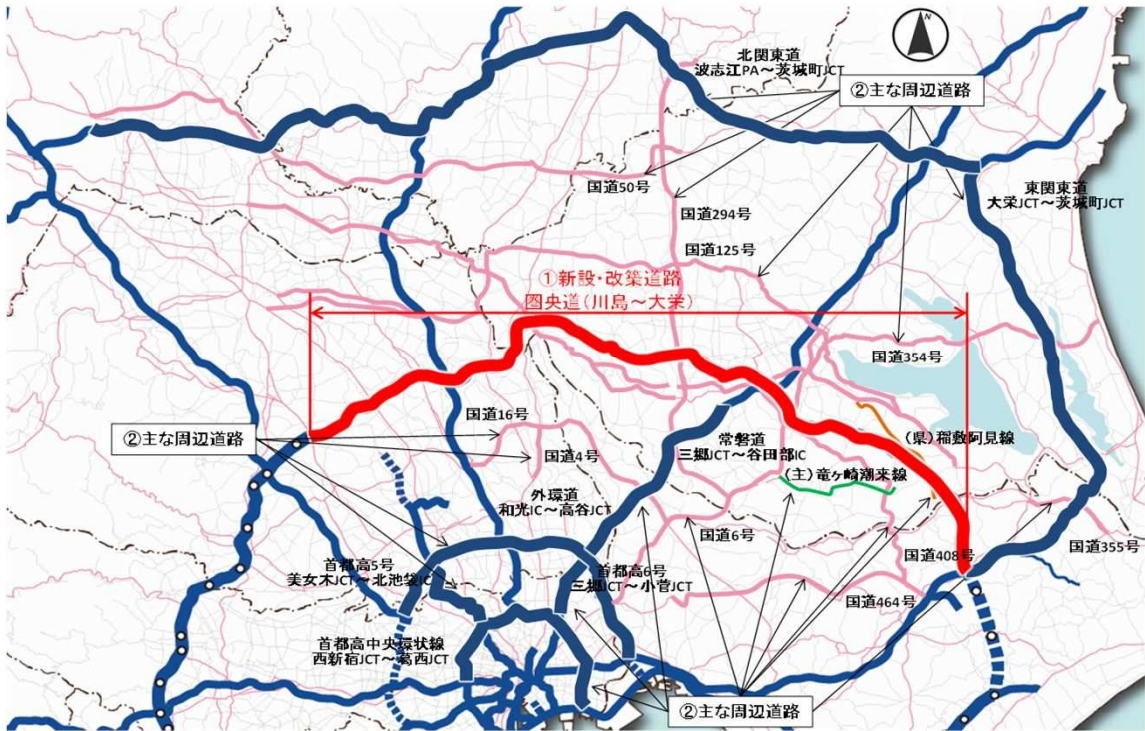 N
北関東道
波志江PA~茨城町JCT
②主な周辺道路
国道50号
国道294号
東関東道
大栄JCT~茨城町JCT
国道125号
①新設・改築道路
圏央道(川島~大栄)
国道354号
国道16号
②主な周辺道路
国道4号
常磐道
三郷JCT~谷田部IC
(県)稲敷阿見線
(主)竜ヶ崎潮来線
外環道
和光IC~高谷JCT
国道6号
国道408号
国道355号
首都高5号
美女木JCT~北池袋IC
首都高6号
三郷JCT~小菅JCT
国道464号
首都高中央環状線
西新宿JCT~葛西JCT
②主な周辺道路